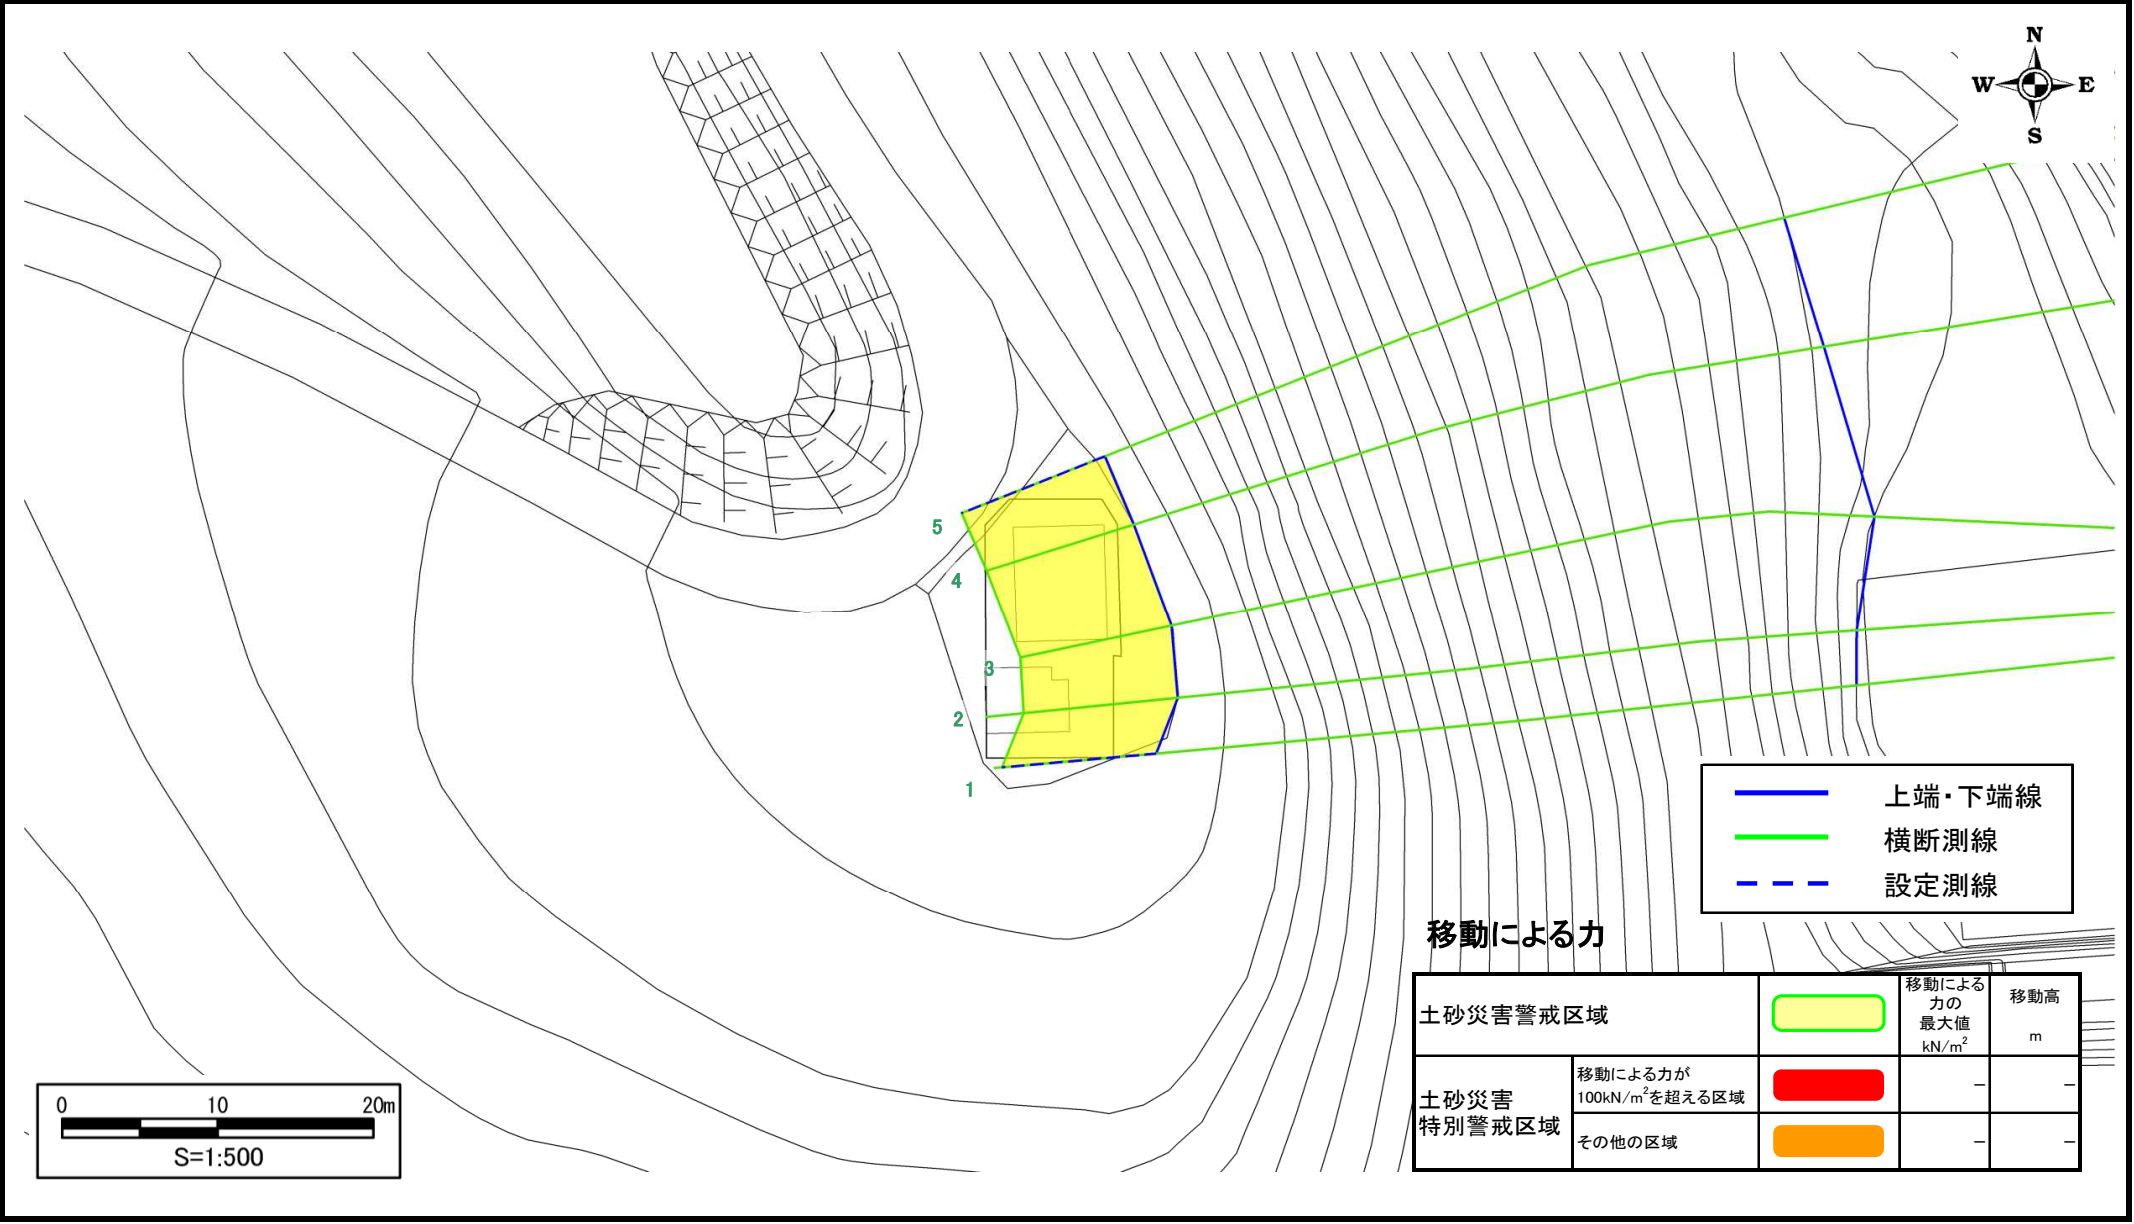 N
W E
S
5
4
3
2
1
上端・下端線
横断測線
設定測線
移動による力
土砂災害警戒区域
移動による
力の
最大値
kN/m²
移動高
m
土砂災害
特別警戒区域
移動による力が
100kN/m²を超える区域
－ －
その他の区域
－ －
0 10 20m
S=1:500